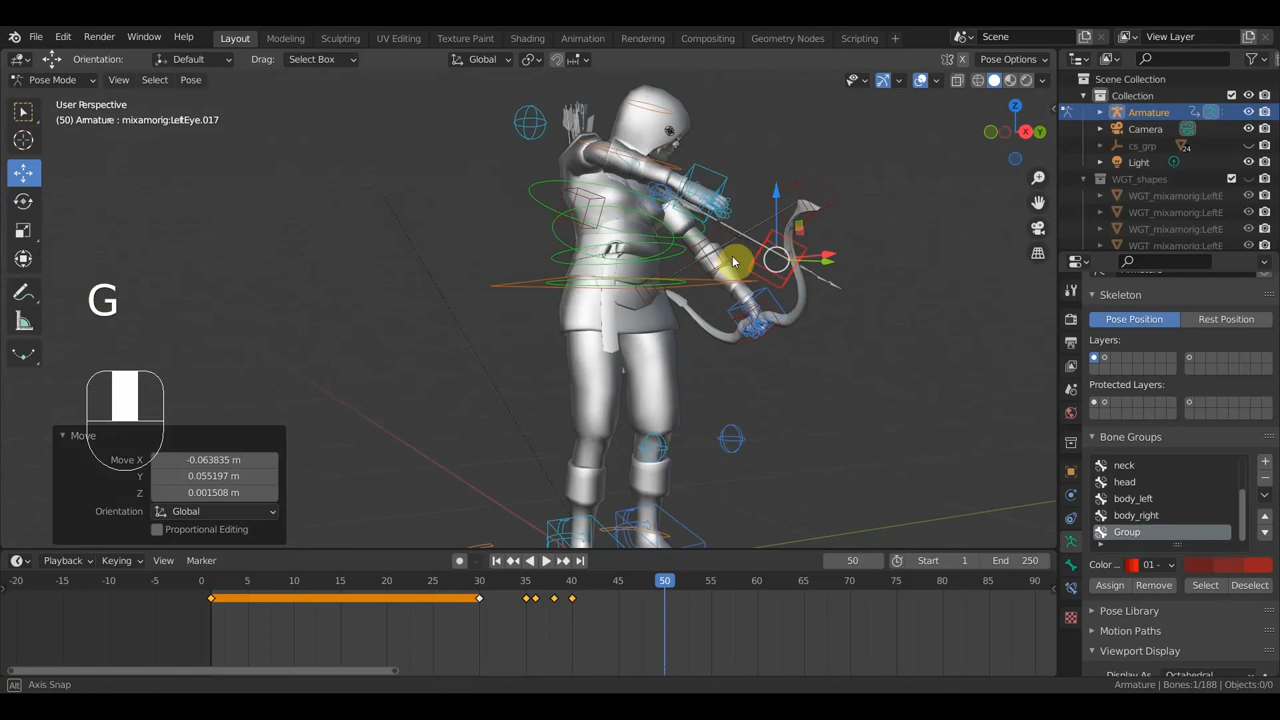 File Edit Render Window Help Layout Modeling Sculpting UV Editing Texture Paint Shading Animation Rendering Compositing Geometry Nodes Scripting + Scene View Layer
Orientation: Default Drag: Select Box Global X Pose Options
Pose Mode View Select Pose
User Perspective
(50) Armature : mixamorig:LeftEye.017
G
Move
Move X -0.063835 m
Y 0.055197 m
Z 0.001508 m
Orientation Global
Proportional Editing
Z
X
Y
Scene Collection
Collection
Armature
Camera
cs_grp 24
Light
WGT_shapes
WGT_mixamorig:LeftE
WGT_mixamorig:LeftE
WGT_mixamorig:LeftE
WGT_mixamorig:LeftE
Armature
Skeleton
Pose Position Rest Position
Layers:
Protected Layers:
Bone Groups
neck
head
body_left
body_right
Group
Color ... 01 -
Assign Remove Select Deselect
Pose Library
Motion Paths
Viewport Display
Display As Octahedral
Playback Keying View Marker 50 Start 1 End 250
-20 -15 -10 -5 0 5 10 15 20 25 30 35 40 45 50 55 60 65 70 75 80 85 90
Alt Axis Snap Armature | Bones:1/188 | Objects:0/0